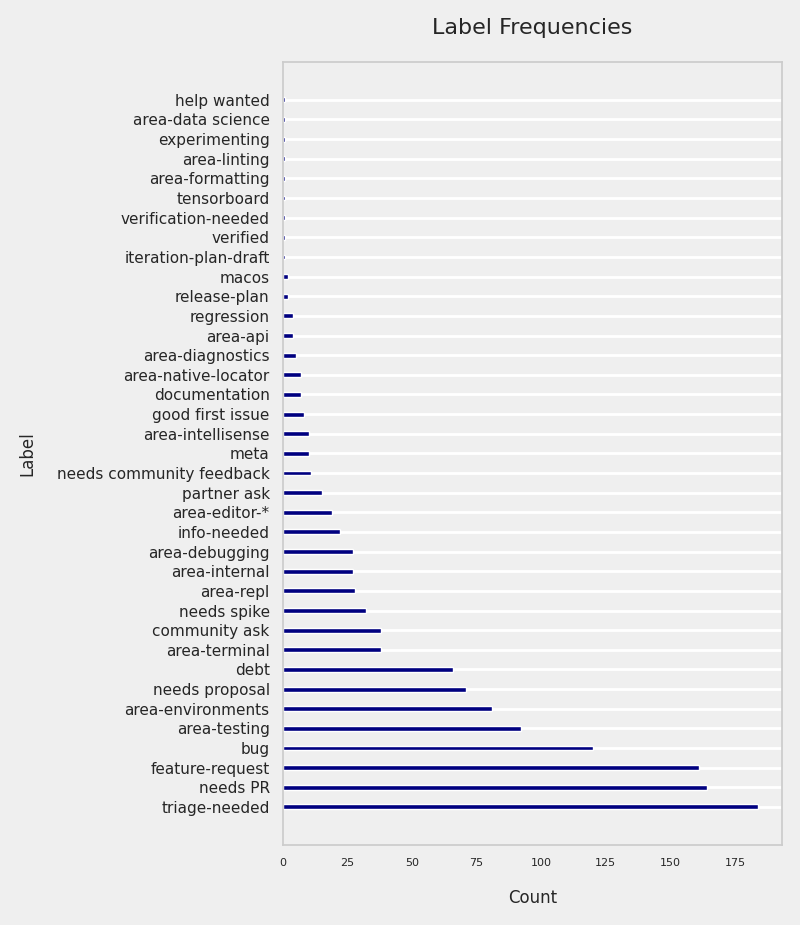 Label Frequencies
help wanted
area-data science
experimenting
area-linting
area-formatting
tensorboard
verification-needed
verified
iteration-plan-draft
macos
release-plan
regression
area-api
area-diagnostics
area-native-locator
documentation
good first issue
area-intellisense
meta
needs community feedback
partner ask
area-editor-*
info-needed
area-debugging
area-internal
area-repl
needs spike
community ask
area-terminal
debt
needs proposal
area-environments
area-testing
bug
feature-request
needs PR
triage-needed
Label
0 25 50 75 100 125 150 175
Count